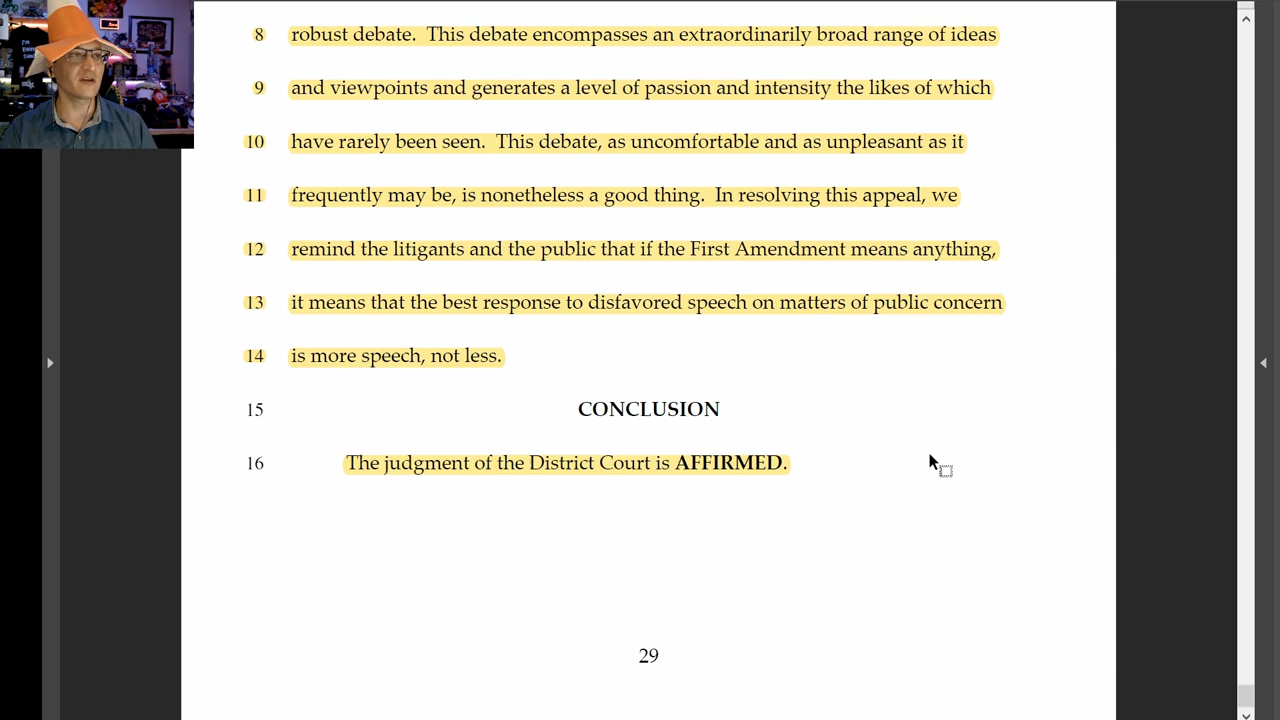 8 robust debate. This debate encompasses an extraordinarily broad range of ideas
9 and viewpoints and generates a level of passion and intensity the likes of which
10 have rarely been seen. This debate, as uncomfortable and as unpleasant as it
11 frequently may be, is nonetheless a good thing. In resolving this appeal, we
12 remind the litigants and the public that if the First Amendment means anything,
13 it means that the best response to disfavored speech on matters of public concern
14 is more speech, not less.
15 CONCLUSION
16 The judgment of the District Court is AFFIRMED.
29